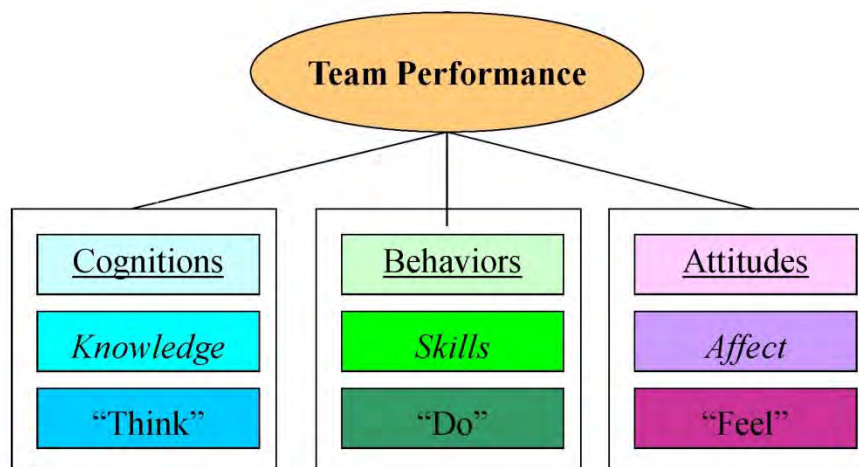 Team Performance
Cognitions
Knowledge
“Think”
Behaviors
Skills
“Do”
Attitudes
Affect
“Feel”